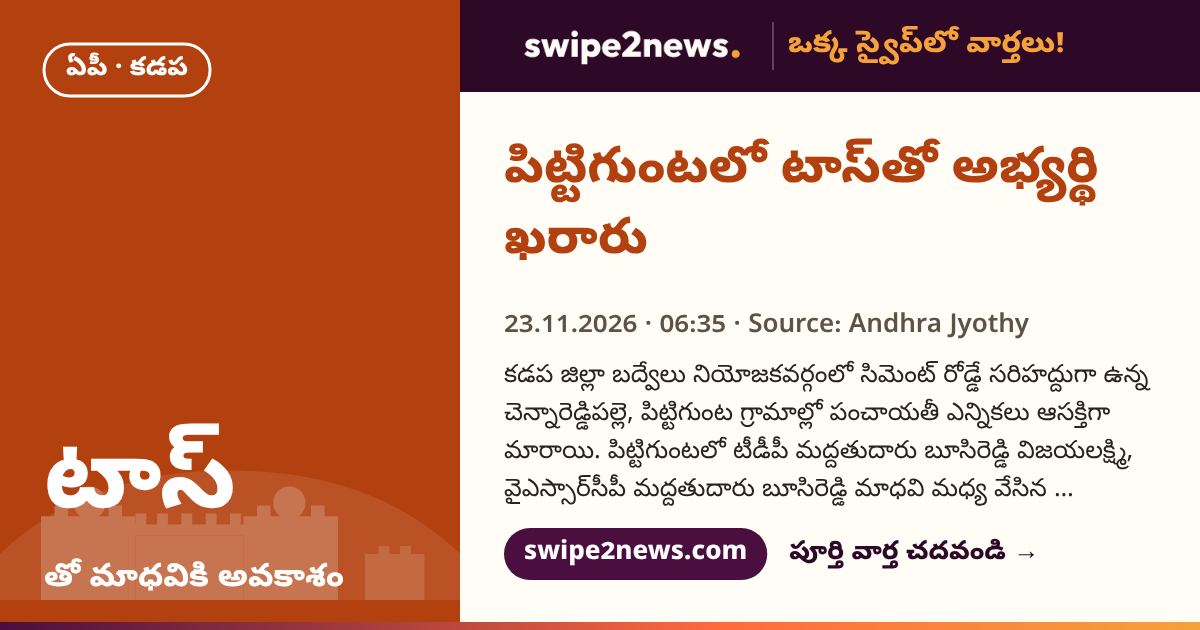 ఏపీ · కడప
టాస్
తో మాధవికి అవకాశం
swipe2news.
ఒక్క స్వైప్‌లో వార్తలు!
పిట్టిగుంటలో టాస్‌తో అభ్యర్థి
ఖరారు
23.11.2026 · 06:35 · Source: Andhra Jyothy
కడప జిల్లా బద్వేలు నియోజకవర్గంలో సిమెంట్ రోడ్డే సరిహద్దుగా ఉన్న
చెన్నారెడ్డిపల్లె, పిట్టిగుంట గ్రామాల్లో పంచాయతీ ఎన్నికలు ఆసక్తిగా
మారాయి. పిట్టిగుంటలో టీడీపీ మద్దతుదారు బూసిరెడ్డి విజయలక్ష్మి,
వైఎస్సార్‌సీపీ మద్దతుదారు బూసిరెడ్డి మాధవి మధ్య వేసిన ...
swipe2news.com
పూర్తి వార్త చదవండి →